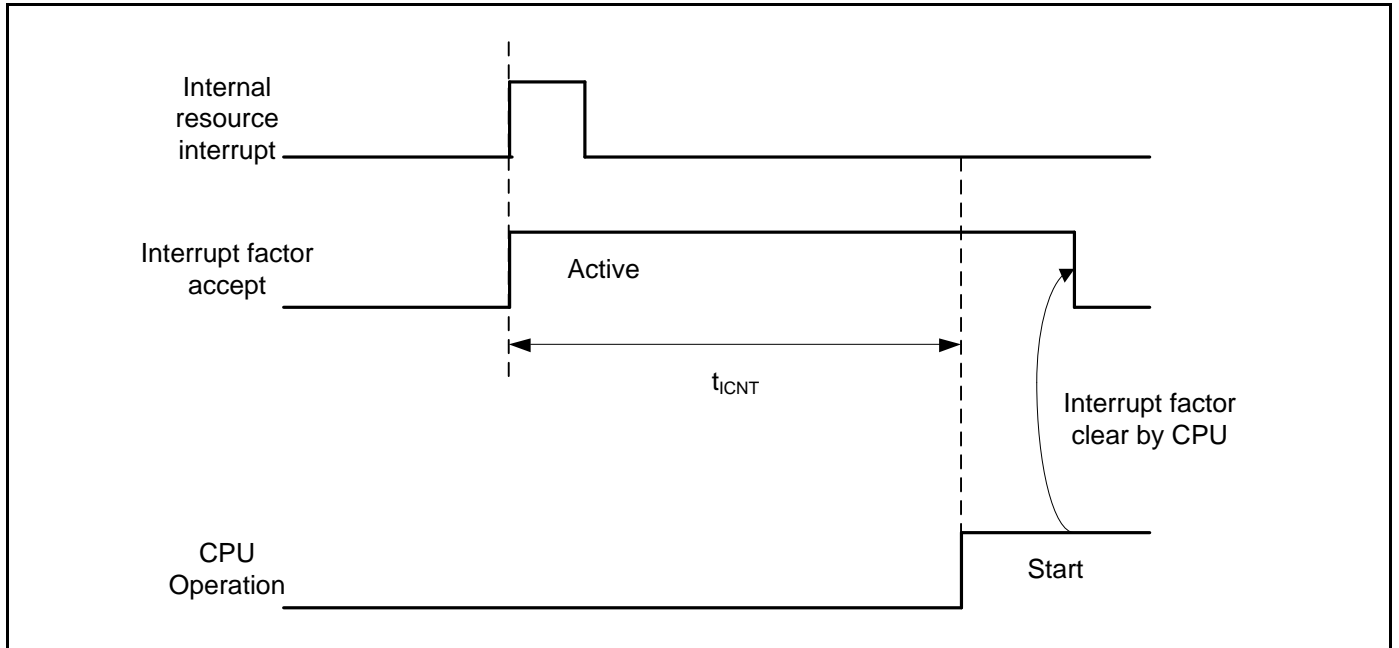 Internal
resource
interrupt
Interrupt factor
accept
Active
tICNT
Interrupt factor
clear by CPU
CPU
Operation
Start